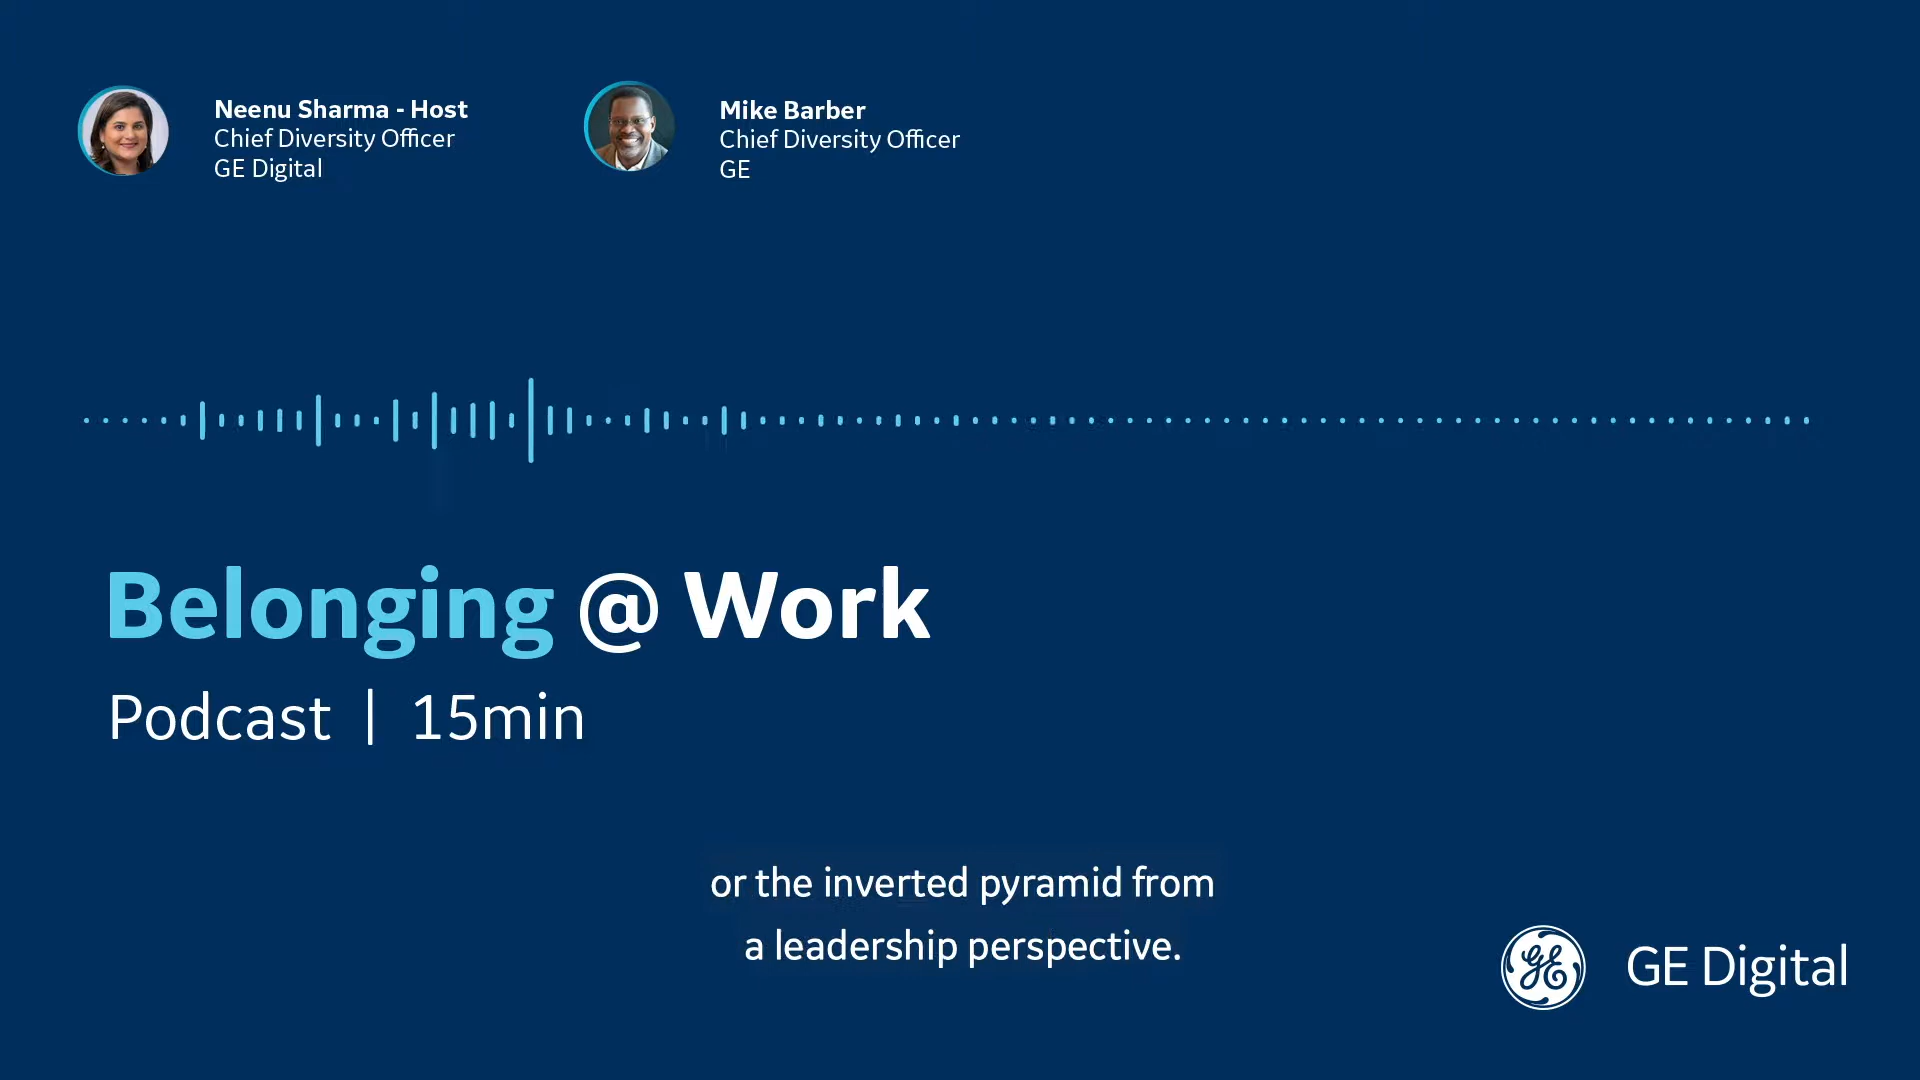 Neenu Sharma - Host
Chief Diversity Officer
GE Digital
Mike Barber
Chief Diversity Officer
GE
Belonging @ Work
Podcast | 15min
or the inverted pyramid from
a leadership perspective.
GE GE Digital